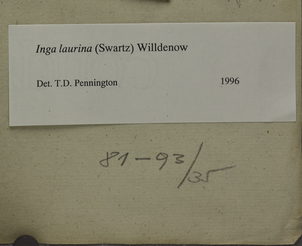 Inga laurina (Swartz) Willdenow
Det. T.D. Pennington 1996
81-93/35